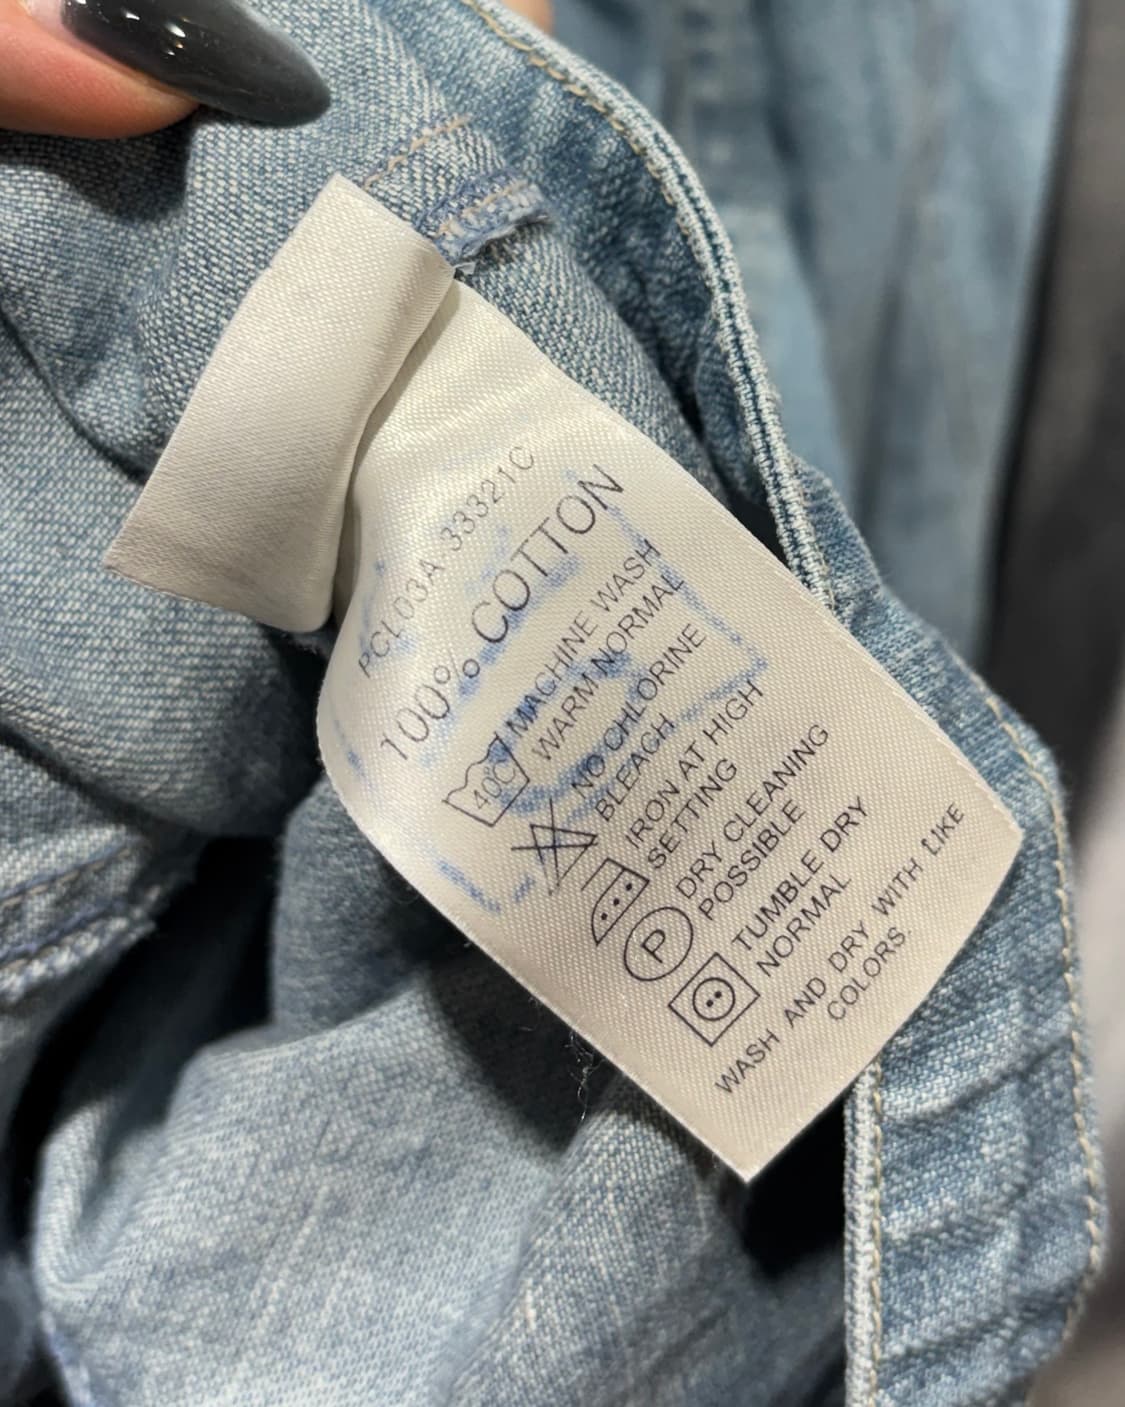 PCL03A-33321C
100% COTTON
40C
MACHINE WASH
WARM NORMAL
NO CHLORINE
BLEACH
IRON AT HIGH
SETTING
P
DRY CLEANING
POSSIBLE
TUMBLE DRY
NORMAL
WASH AND DRY WITH LIKE
COLORS.